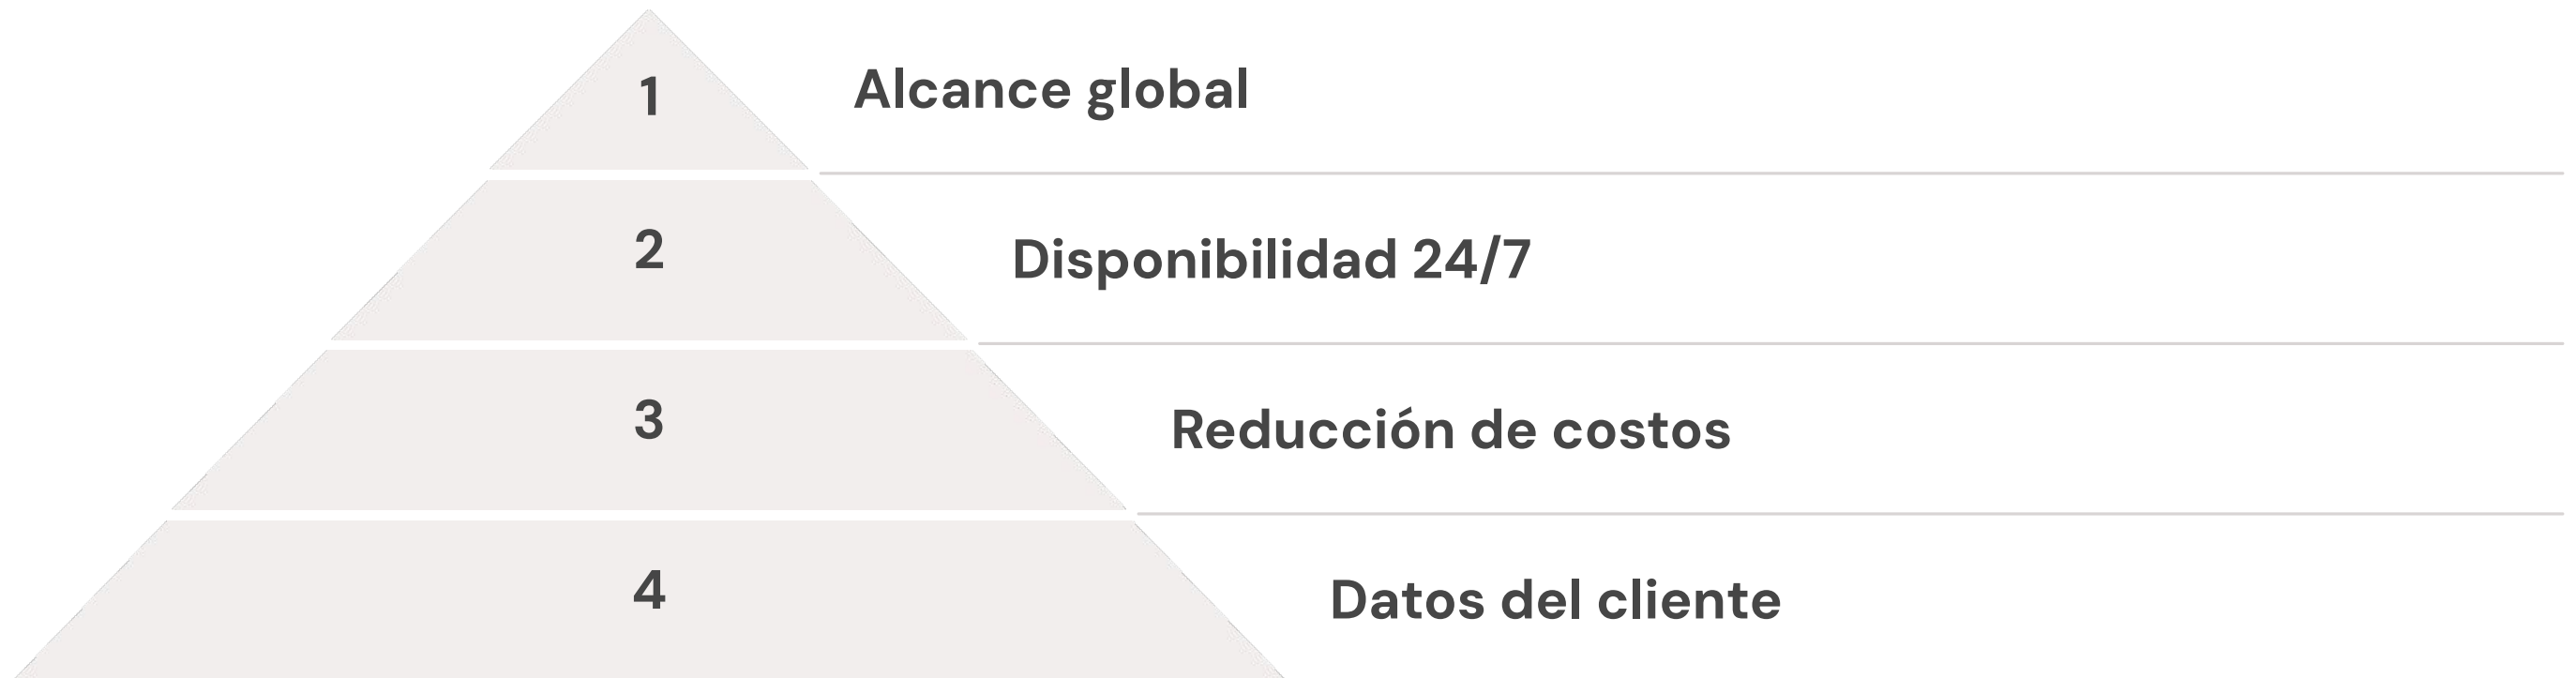 1
Alcance global
2
Disponibilidad 24/7
3
Reducción de costos
4
Datos del cliente